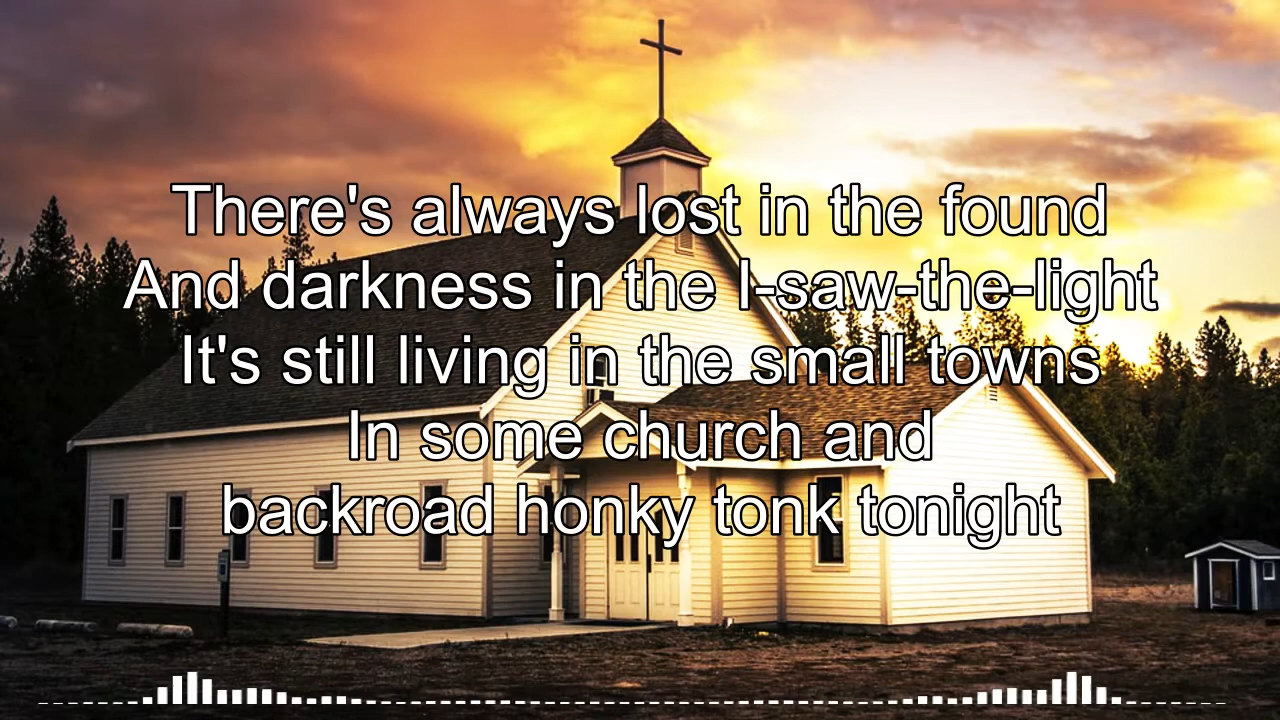 There's always lost in the found
And darkness in the I-saw-the-light
It's still living in the small towns
In some church and
backroad honky tonk tonight